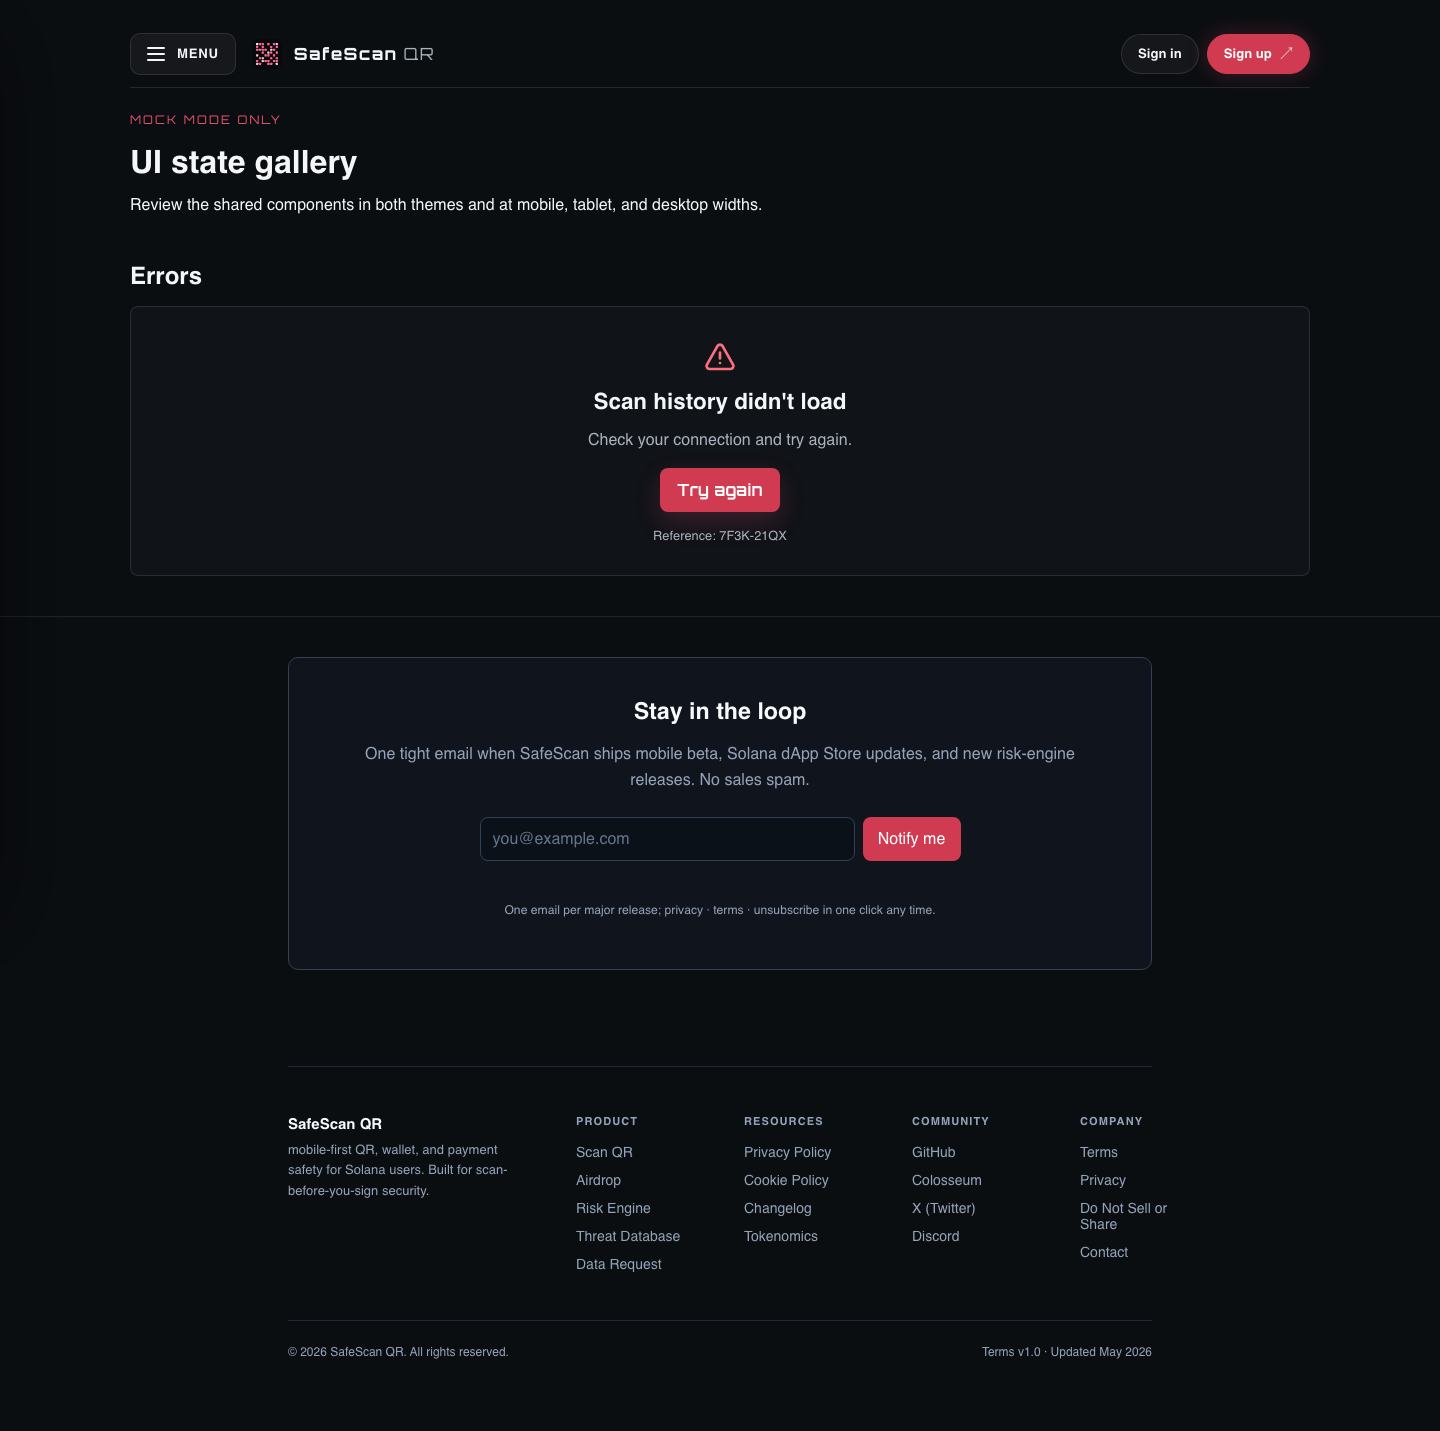 MENU
SafeScan QR
Sign in
Sign up
MOCK MODE ONLY
UI state gallery
Review the shared components in both themes and at mobile, tablet, and desktop widths.
Errors
Scan history didn't load
Check your connection and try again.
Try again
Reference: 7F3K-21QX
Stay in the loop
One tight email when SafeScan ships mobile beta, Solana dApp Store updates, and new risk-engine
releases. No sales spam.
you@example.com
Notify me
One email per major release; privacy · terms · unsubscribe in one click any time.
SafeScan QR
mobile-first QR, wallet, and payment
safety for Solana users. Built for scan-
before-you-sign security.
PRODUCT
Scan QR
Airdrop
Risk Engine
Threat Database
Data Request
RESOURCES
Privacy Policy
Cookie Policy
Changelog
Tokenomics
COMMUNITY
GitHub
Colosseum
X (Twitter)
Discord
COMPANY
Terms
Privacy
Do Not Sell or
Share
Contact
© 2026 SafeScan QR. All rights reserved.
Terms v1.0 · Updated May 2026